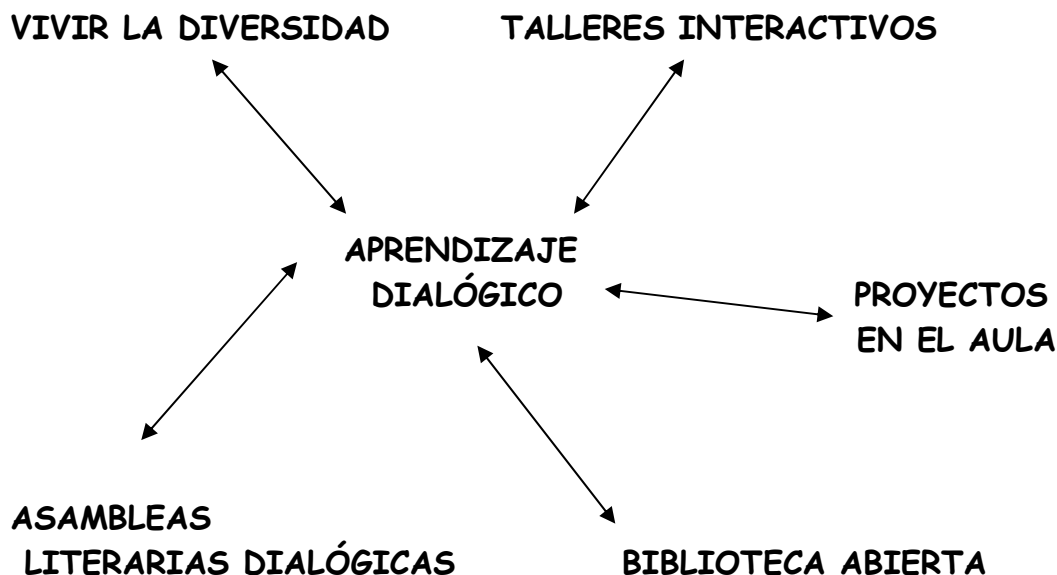 VIVIR LA DIVERSIDAD
TALLERES INTERACTIVOS
APRENDIZAJE
DIALÓGICO
PROYECTOS
EN EL AULA
ASAMBLEAS
LITERARIAS DIALÓGICAS
BIBLIOTECA ABIERTA